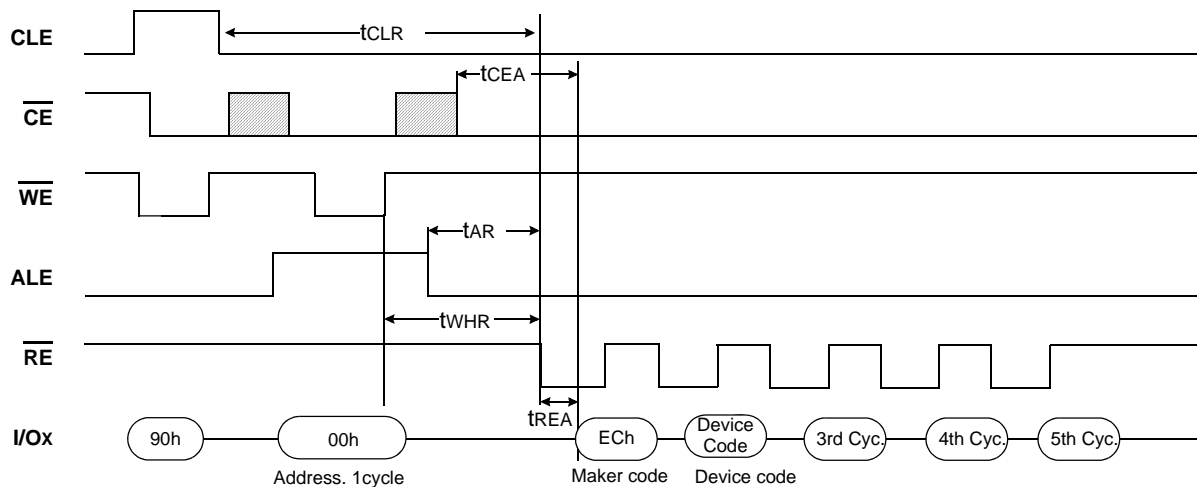 CLE
tCLR
tCEA
CE
WE
tAR
ALE
tWHR
RE
tREA
I/Ox
90h
00h
ECh
Device
Code
3rd Cyc.
4th Cyc.
5th Cyc.
Address. 1cycle
Maker code
Device code